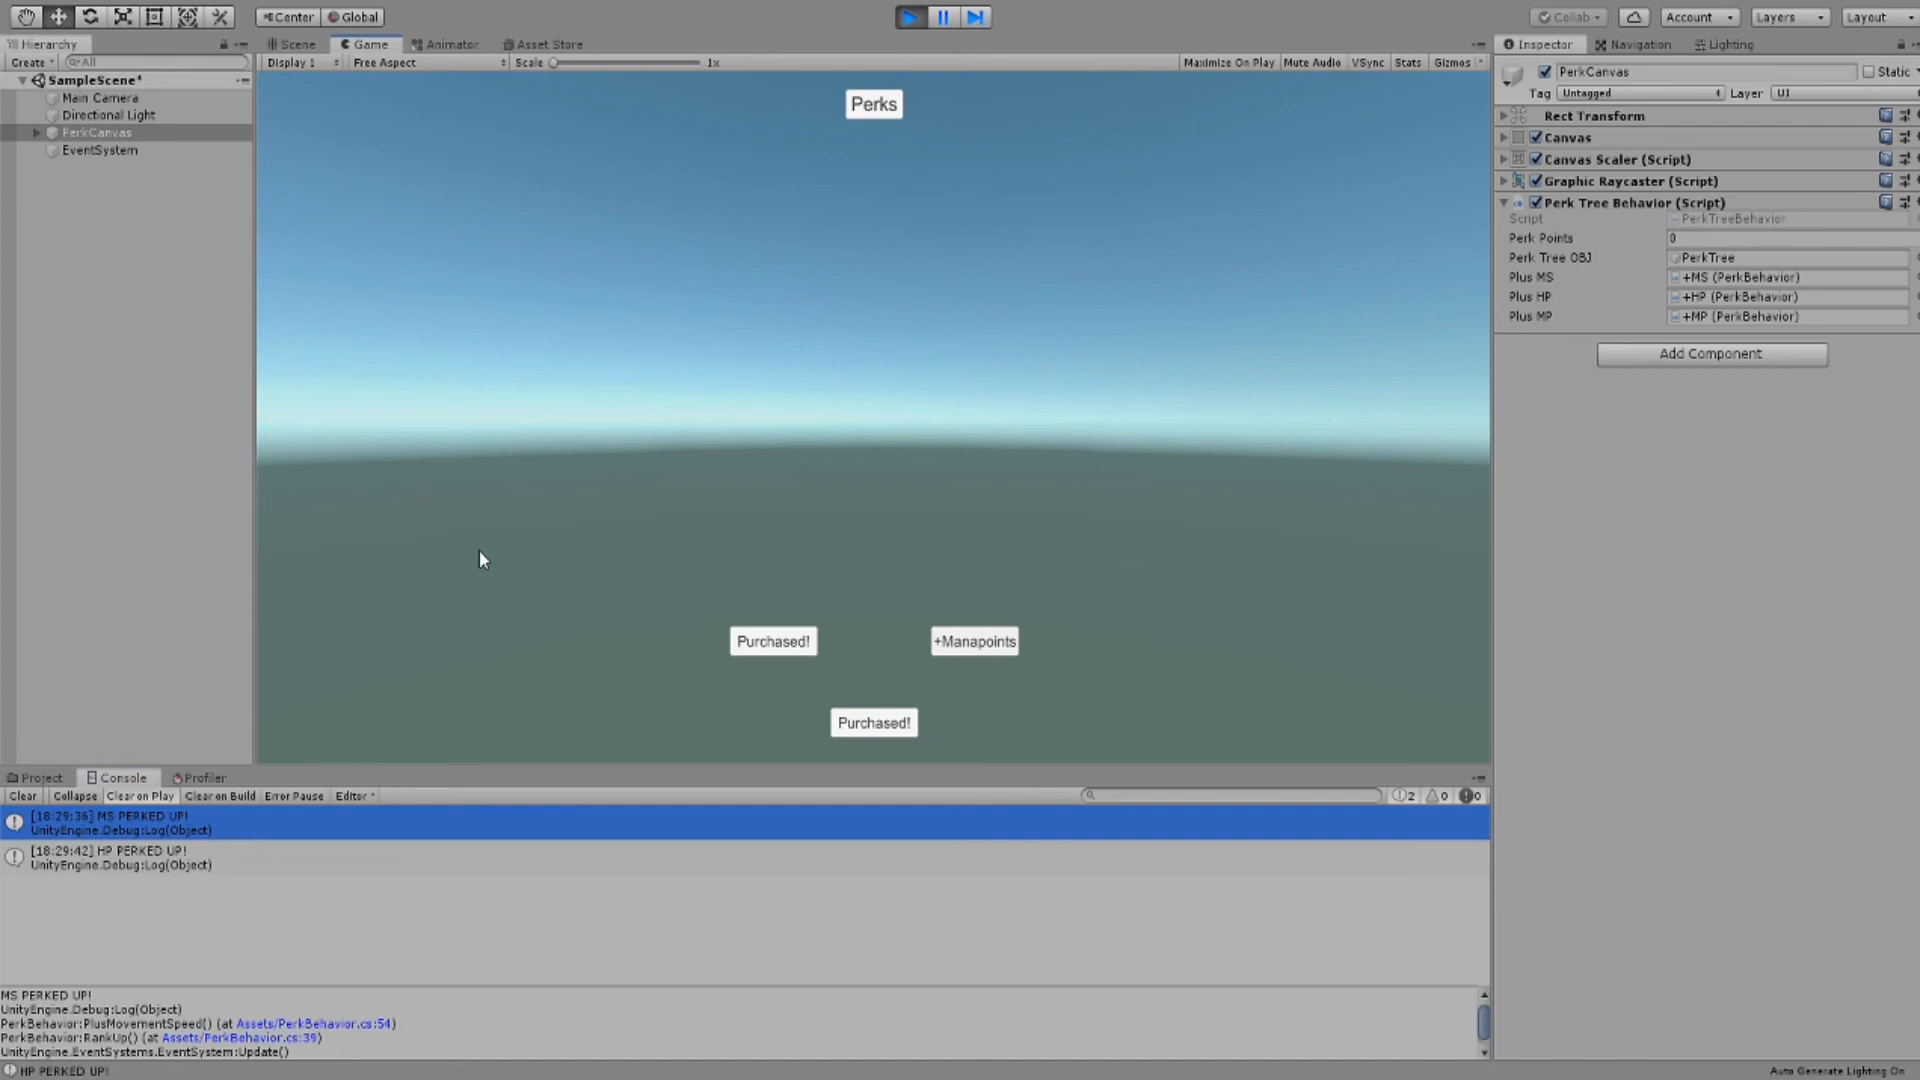 Center
Global
Collab
Account
Layers
Layout
Hierarchy
Scene
Game
Animator
Asset Store
Inspector
Navigation
Lighting
Create
All
Display 1
Free Aspect
Scale
1x
Maximize On Play
Mute Audio
VSync
Stats
Gizmos
SampleScene*
Main Camera
Directional Light
PerkCanvas
EventSystem
Perks
Purchased!
+Manapoints
Purchased!
PerkCanvas
Static
Tag
Untagged
Layer
UI
Rect Transform
Canvas
Canvas Scaler (Script)
Graphic Raycaster (Script)
Perk Tree Behavior (Script)
Script
PerkTreeBehavior
Perk Points
0
Perk Tree OBJ
PerkTree
Plus MS
+MS (PerkBehavior)
Plus HP
+HP (PerkBehavior)
Plus MP
+MP (PerkBehavior)
Add Component
Project
Console
Profiler
Clear
Collapse
Clear on Play
Clear on Build
Error Pause
Editor
2
0
0
[18:29:36] MS PERKED UP!
UnityEngine.Debug:Log(Object)
[18:29:42] HP PERKED UP!
UnityEngine.Debug:Log(Object)
MS PERKED UP!
UnityEngine.Debug:Log(Object)
PerkBehavior:PlusMovementSpeed() (at Assets/PerkBehavior.cs:54)
PerkBehavior:RankUp() (at Assets/PerkBehavior.cs:39)
UnityEngine.EventSystems.EventSystem:Update()
HP PERKED UP!
Auto Generate Lighting On